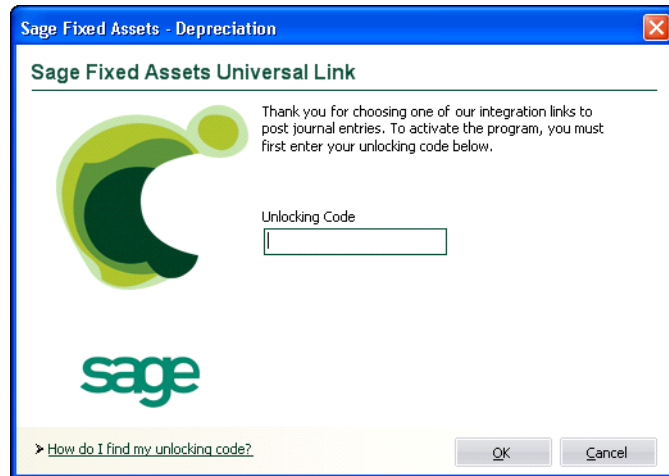 Sage Fixed Assets - Depreciation
Sage Fixed Assets Universal Link
Thank you for choosing one of our integration links to
post journal entries. To activate the program, you must
first enter your unlocking code below.
Unlocking Code
sage
How do I find my unlocking code?
OK
Cancel